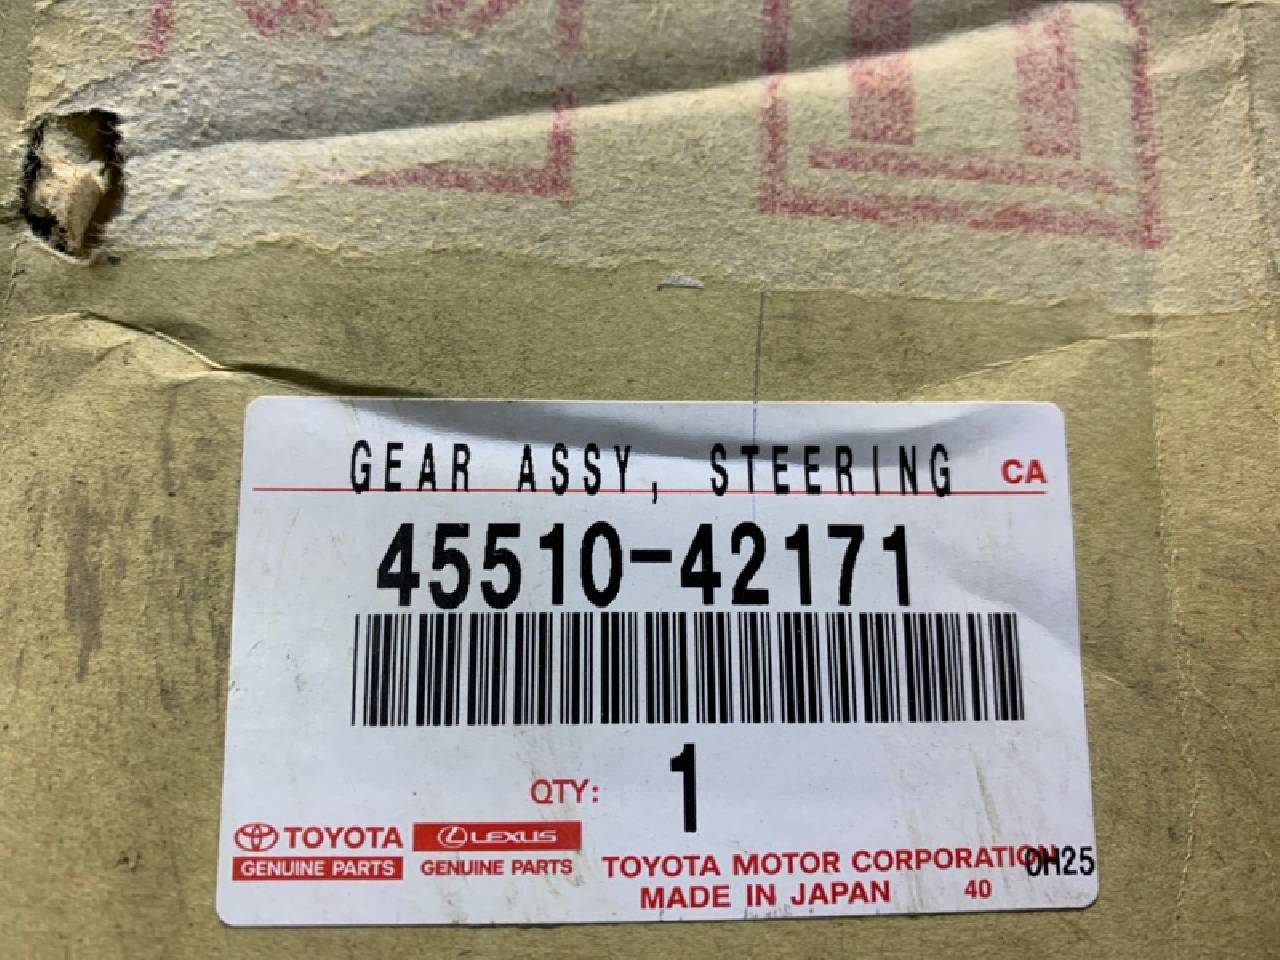 GEAR ASSY, STEERING CA
45510-42171
QTY: 1
TOYOTA LEXUS
GENUINE PARTS GENUINE PARTS
TOYOTA MOTOR CORPORATION 0H25
MADE IN JAPAN 40